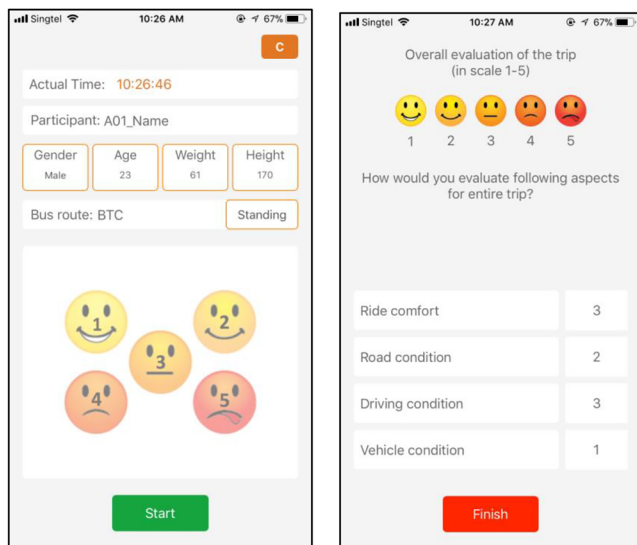 Singtel 10:26 AM 67%
C
Actual Time: 10:26:46
Participant: A01_Name
Gender Age Weight Height
Male 23 61 170
Bus route: BTC Standing
1 2
3
4 5
Start
Singtel 10:27 AM 67%
Overall evaluation of the trip
(in scale 1-5)
1 2 3 4 5
How would you evaluate following aspects
for entire trip?
Ride comfort 3
Road condition 2
Driving condition 3
Vehicle condition 1
Finish